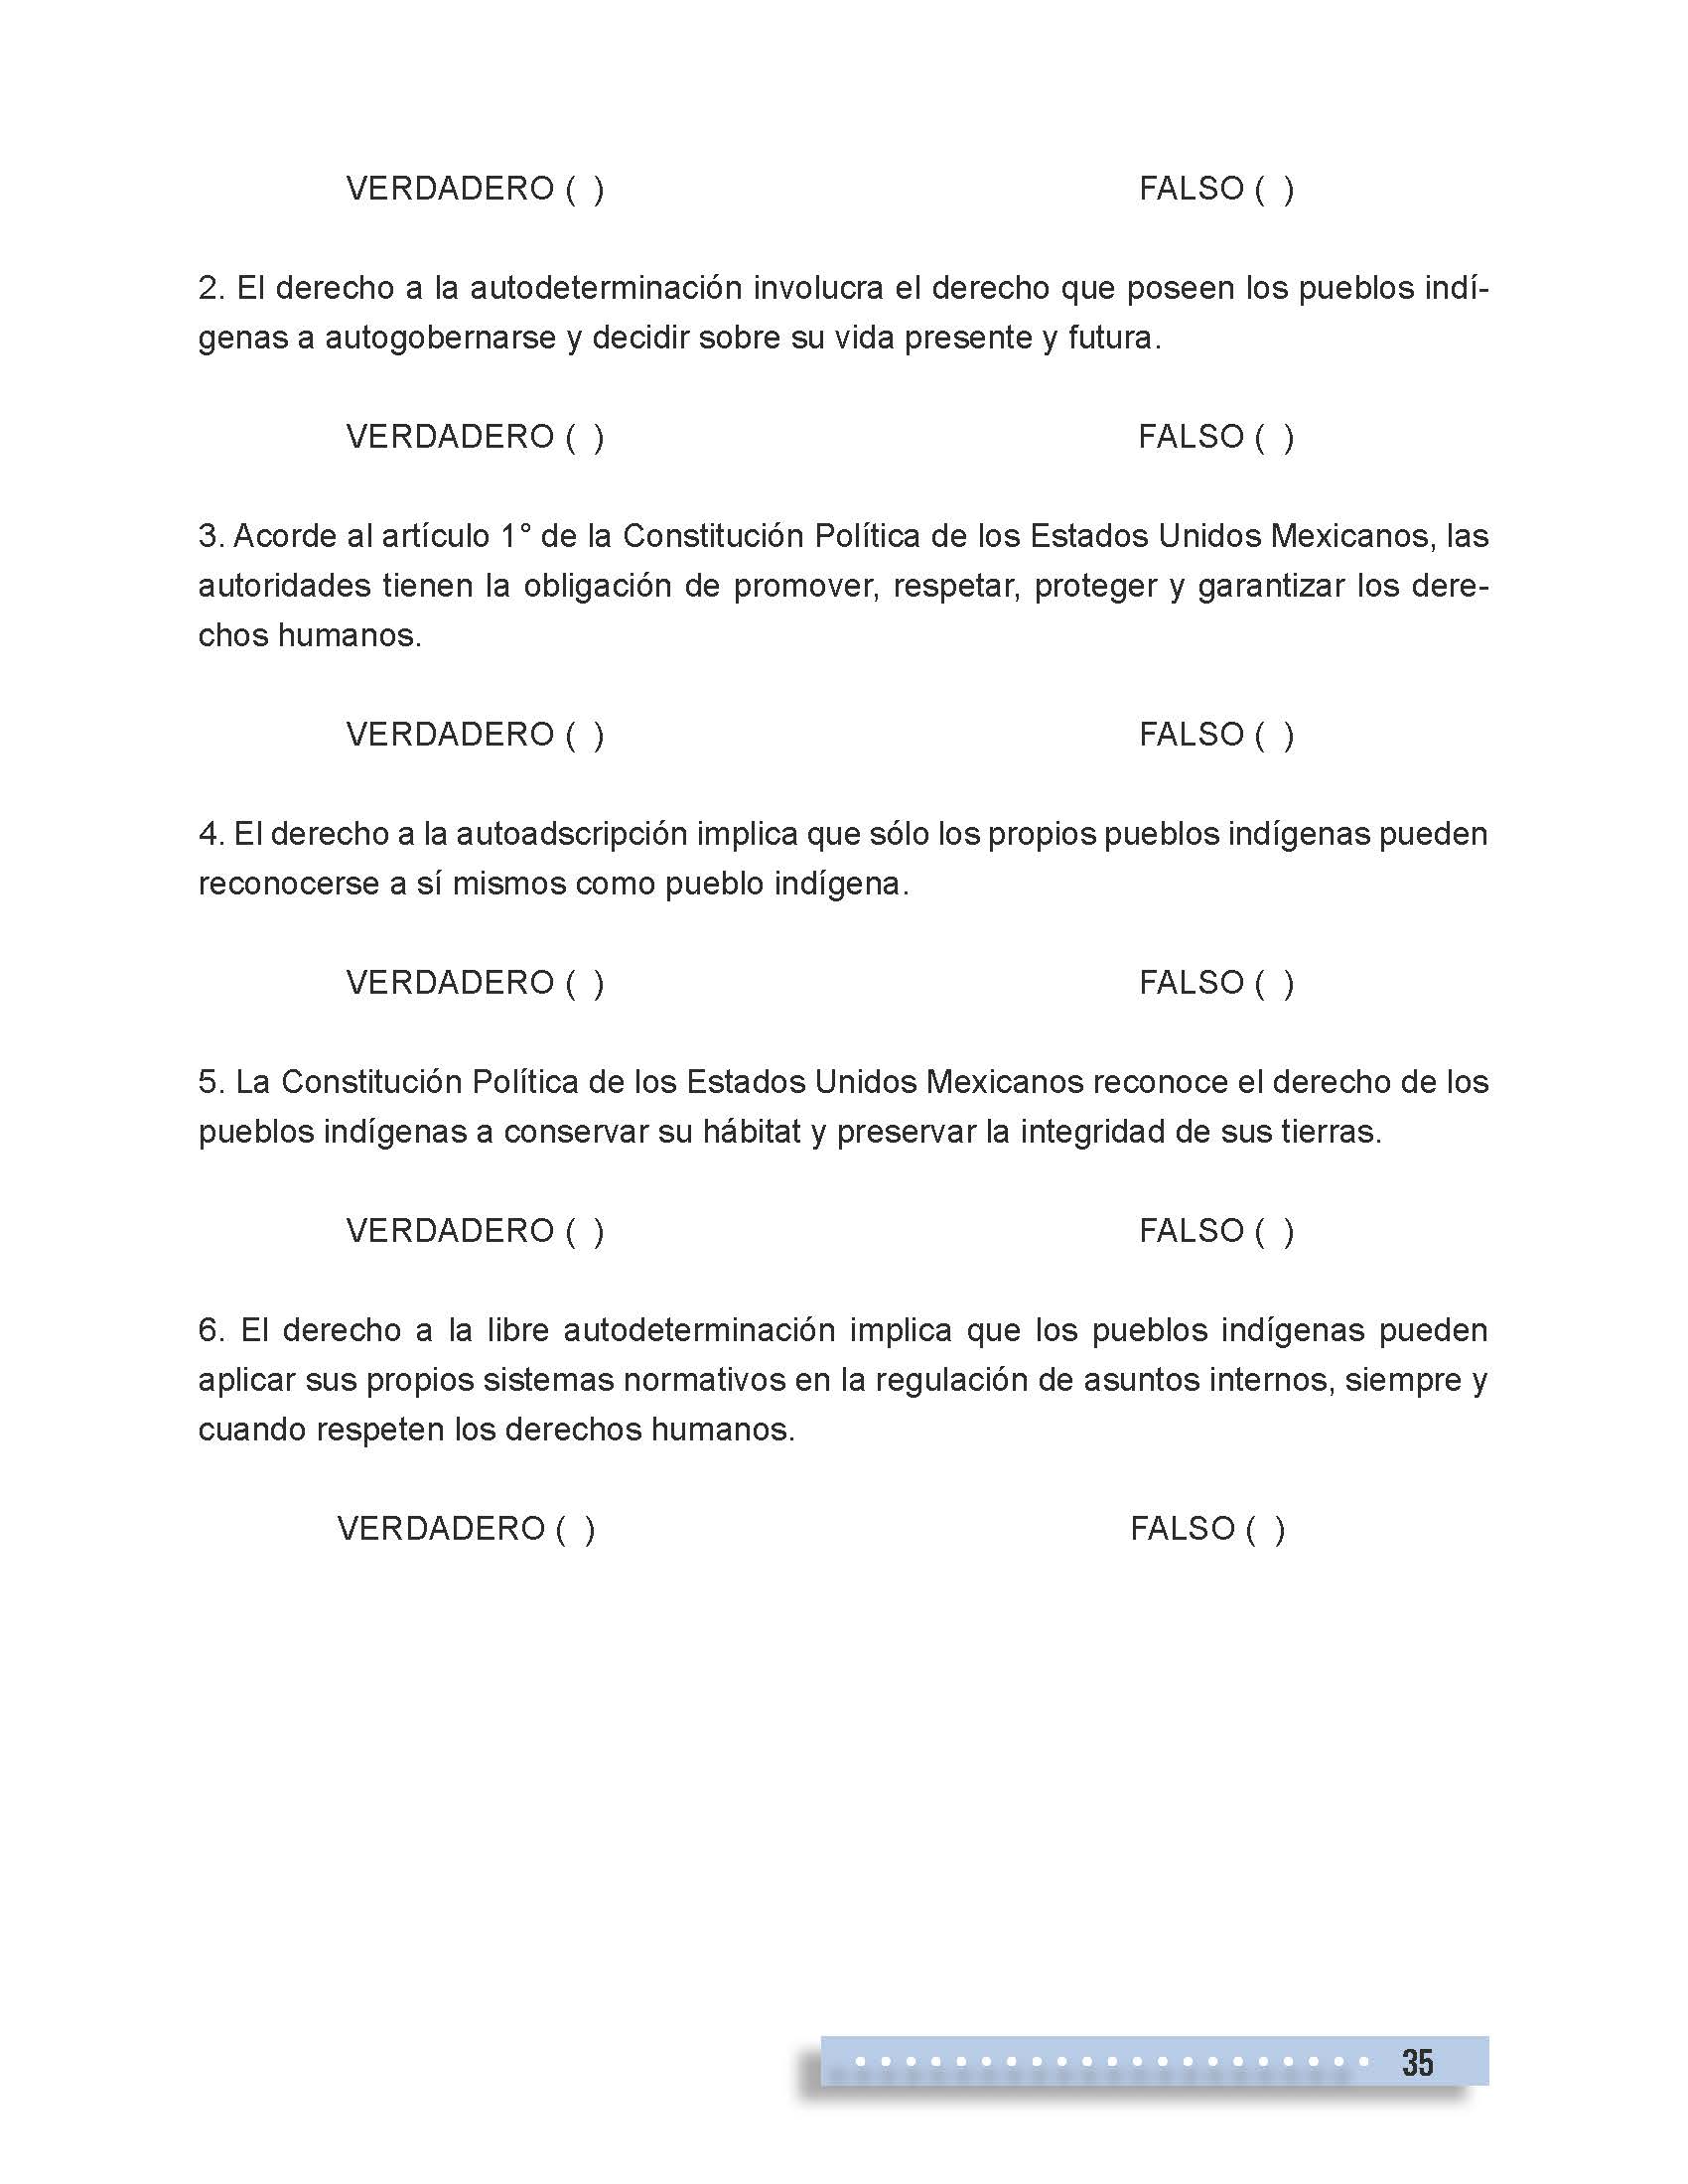 VERDADERO ( ) FALSO ( )
2. El derecho a la autodeterminación involucra el derecho que poseen los pueblos indí-
genas a autogobernarse y decidir sobre su vida presente y futura.
VERDADERO ( ) FALSO ( )
3. Acorde al artículo 1° de la Constitución Política de los Estados Unidos Mexicanos, las
autoridades tienen la obligación de promover, respetar, proteger y garantizar los dere-
chos humanos.
VERDADERO ( ) FALSO ( )
4. El derecho a la autoadscripción implica que sólo los propios pueblos indígenas pueden
reconocerse a sí mismos como pueblo indígena.
VERDADERO ( ) FALSO ( )
5. La Constitución Política de los Estados Unidos Mexicanos reconoce el derecho de los
pueblos indígenas a conservar su hábitat y preservar la integridad de sus tierras.
VERDADERO ( ) FALSO ( )
6. El derecho a la libre autodeterminación implica que los pueblos indígenas pueden
aplicar sus propios sistemas normativos en la regulación de asuntos internos, siempre y
cuando respeten los derechos humanos.
VERDADERO ( ) FALSO ( )
35